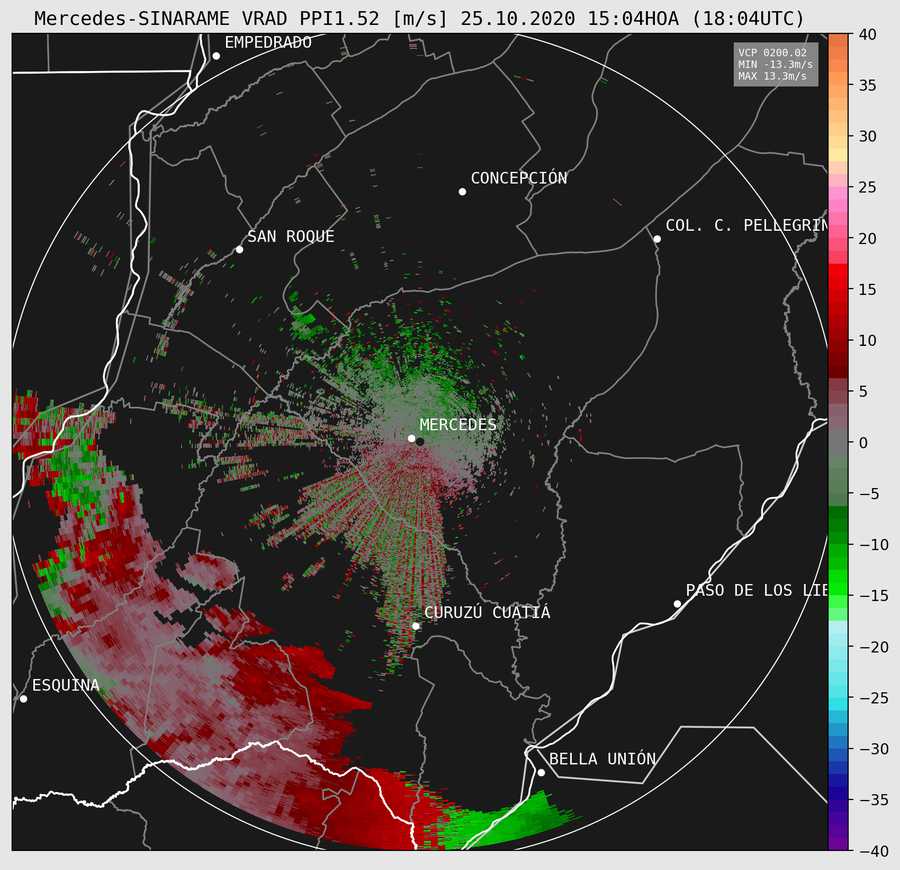 Mercedes-SINARAME VRAD PPI1.52 [m/s] 25.10.2020 15:04HOA (18:04UTC)
VCP 0200.02
MIN -13.3m/s
MAX 13.3m/s
EMPEDRADO
CONCEPCIÓN
COL. C. PELLEGRIN
SAN ROQUE
MERCEDES
PASO DE LOS LIE
CURUZÚ CUATIÁ
ESQUINA
BELLA UNIÓN
40
35
30
25
20
15
10
5
0
−5
−10
−15
−20
−25
−30
−35
−40